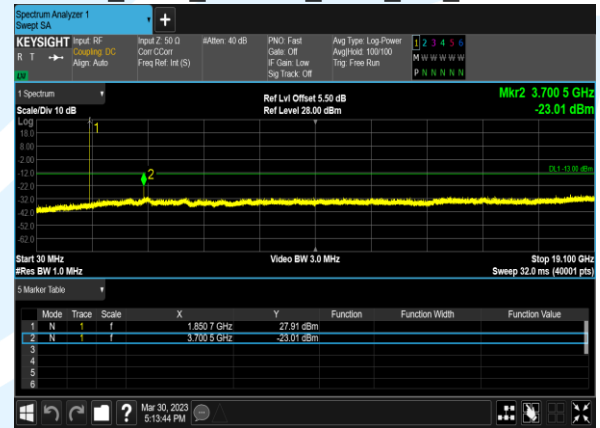 Spectrum Analyzer 1
Swept SA
+
KEYSIGHT Input: RF Input Z: 50 Ω #Atten: 40 dB PNO: Fast Avg Type: Log-Power 1 2 3 4 5 6
R T Coupling: DC Corr CCorr Gate: Off Avg|Hold: 100/100 M W W W W W
Align: Auto Freq Ref: Int (S) IF Gain: Low Trig: Free Run
LV Sig Track: Off P N N N N N
1 Spectrum Ref Lvl Offset 5.50 dB Mkr2 3.700 5 GHz
Scale/Div 10 dB Ref Level 28.00 dBm -23.01 dBm
Log
18.0 1
8.00
-2.00
-12.0 DL1 -13.00 dBm
-22.0 2
-32.0
-42.0
-52.0
-62.0
Start 30 MHz Video BW 3.0 MHz Stop 19.100 GHz
#Res BW 1.0 MHz Sweep 32.0 ms (40001 pts)
5 Marker Table
Mode Trace Scale X Y Function Function Width Function Value
1 N 1 f 1.850 7 GHz 27.91 dBm
2 N 1 f 3.700 5 GHz -23.01 dBm
3
4
5
6
? Mar 30, 2023
5:13:44 PM